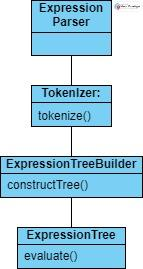 Expression
Parser
TokenIzer:
tokenize()
ExpressionTreeBuilder
constructTree()
ExpressionTree
evaluate()